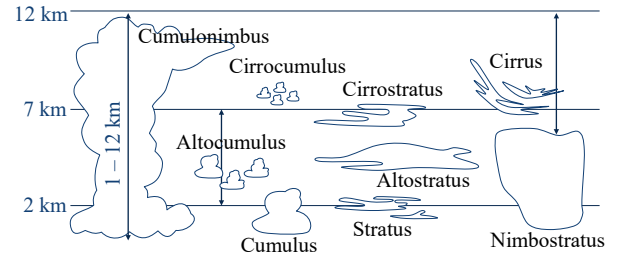 12 km
Cumulonimbus
Cirrus
Cirrocumulus
Cirrostratus
7 km
1 – 12 km
Altocumulus
Altostratus
2 km
Stratus
Cumulus
Nimbostratus